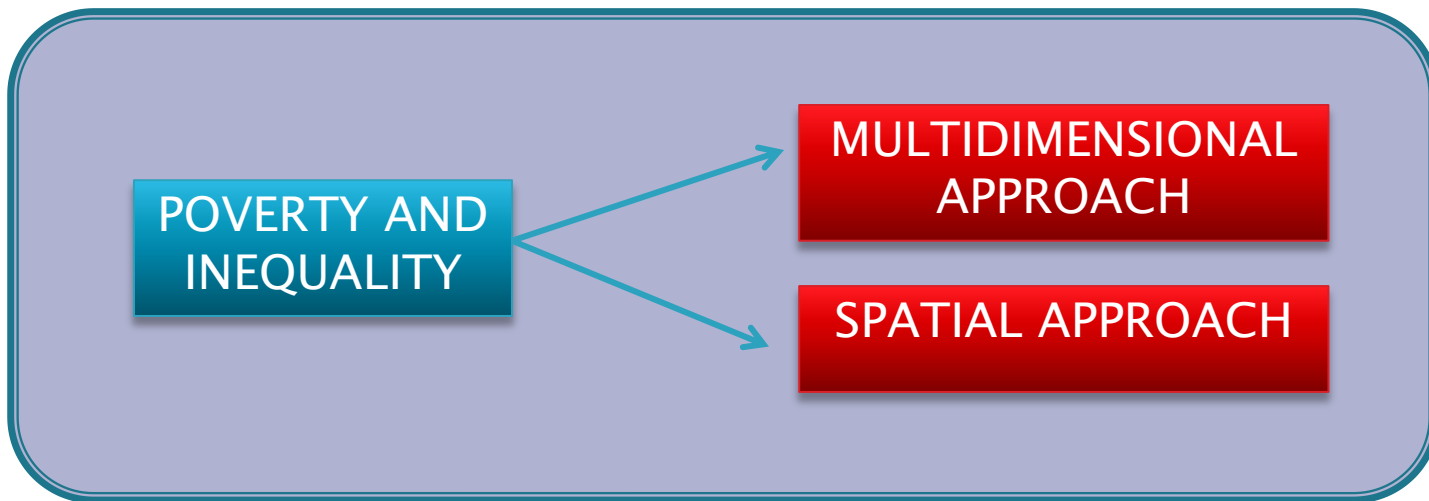 POVERTY AND
INEQUALITY
MULTIDIMENSIONAL
APPROACH
SPATIAL APPROACH